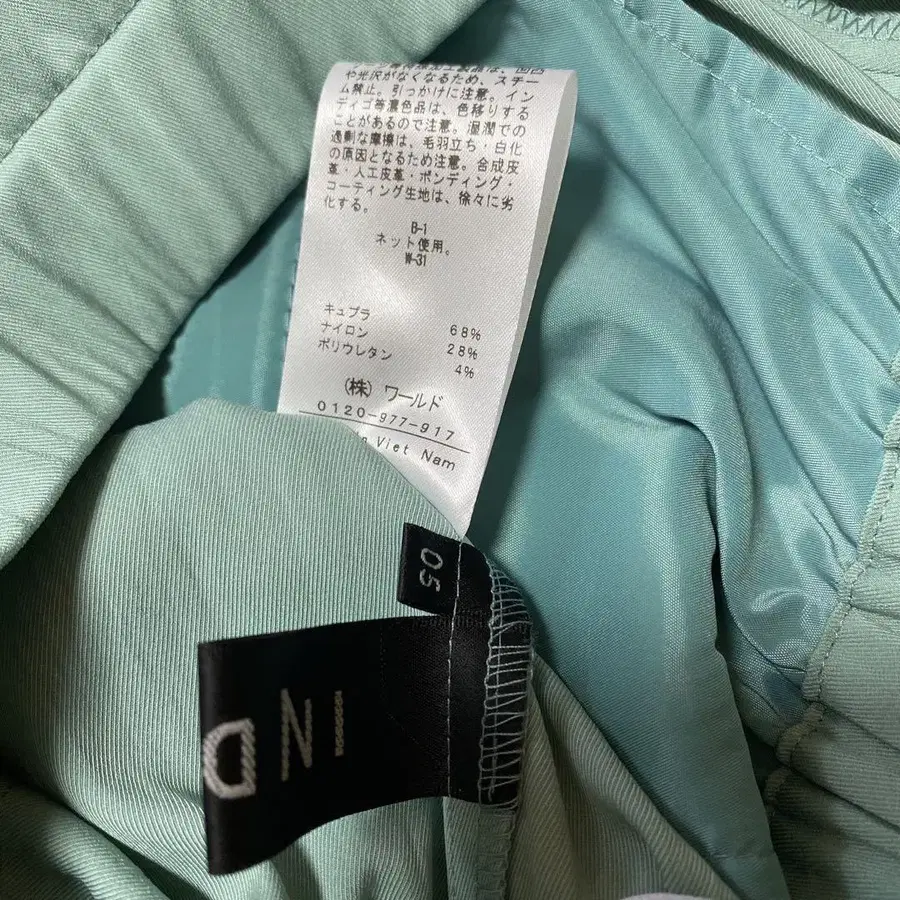 や光沢がなくなるため、スチー
ム禁止。引っかけに注意。イン
ディゴ等濃色品は、色移りする
ことがあるので注意。湿潤での
過剰な摩擦は、毛羽立ち・白化
の原因となるため注意。合成皮
革・人工皮革・ボンディング・
コーティング生地は、徐々に劣
化する。
B-1
ネット使用。
W-31
キュプラ 68%
ナイロン 28%
ポリウレタン 4%
(株) ワールド
0120-977-917
Viet Nam
05
IND